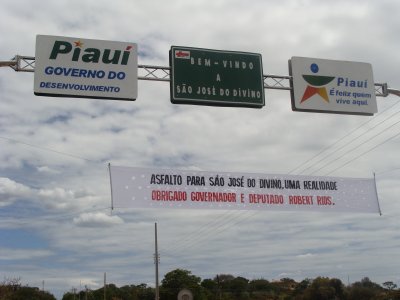 Piauí
GOVERNO DO
DESENVOLVIMENTO
BEM-VINDO
A
SÃO JOSÉ DO DIVINO
Piauí
É feliz quem
vive aqui.
ASFALTO PARA SÃO JOSÉ DO DIVINO, UMA REALIDADE
OBRIGADO GOVERNADOR E DEPUTADO ROBERT RIOS.